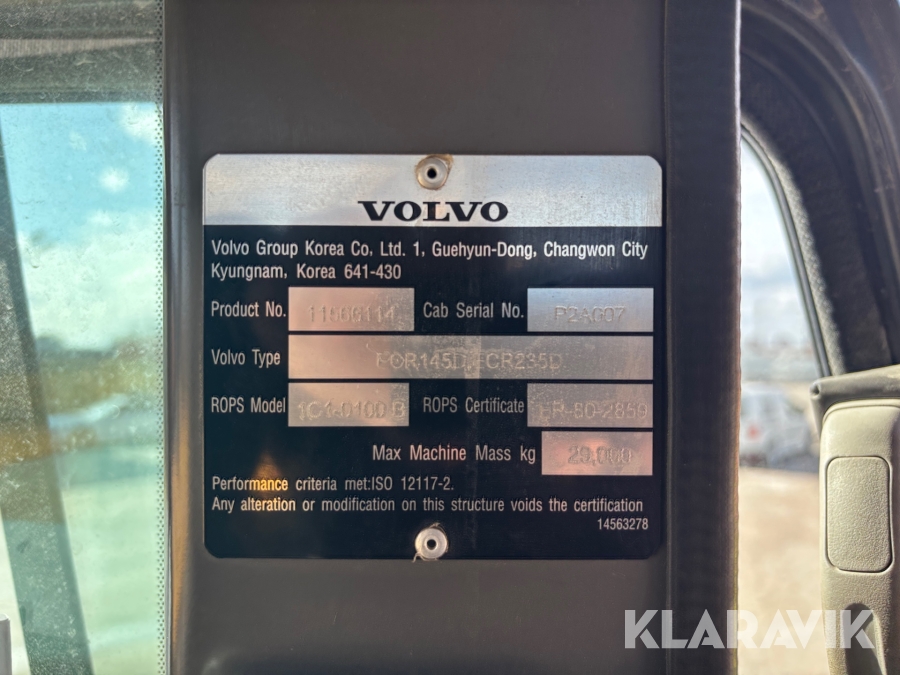 VOLVO
Volvo Group Korea Co, Ltd. 1, Guehyun-Dong, Changwon City
Kyungnam, Korea 641-430
Product No. Cab Serial No.
Volvo Type ECR235D
ROPS Model ROPS Certificate
Max Machine Mass kg
Performance criteria met:ISO 12117-2.
Any alteration or modification on this structure voids the certification
14563278
KLARAVIK